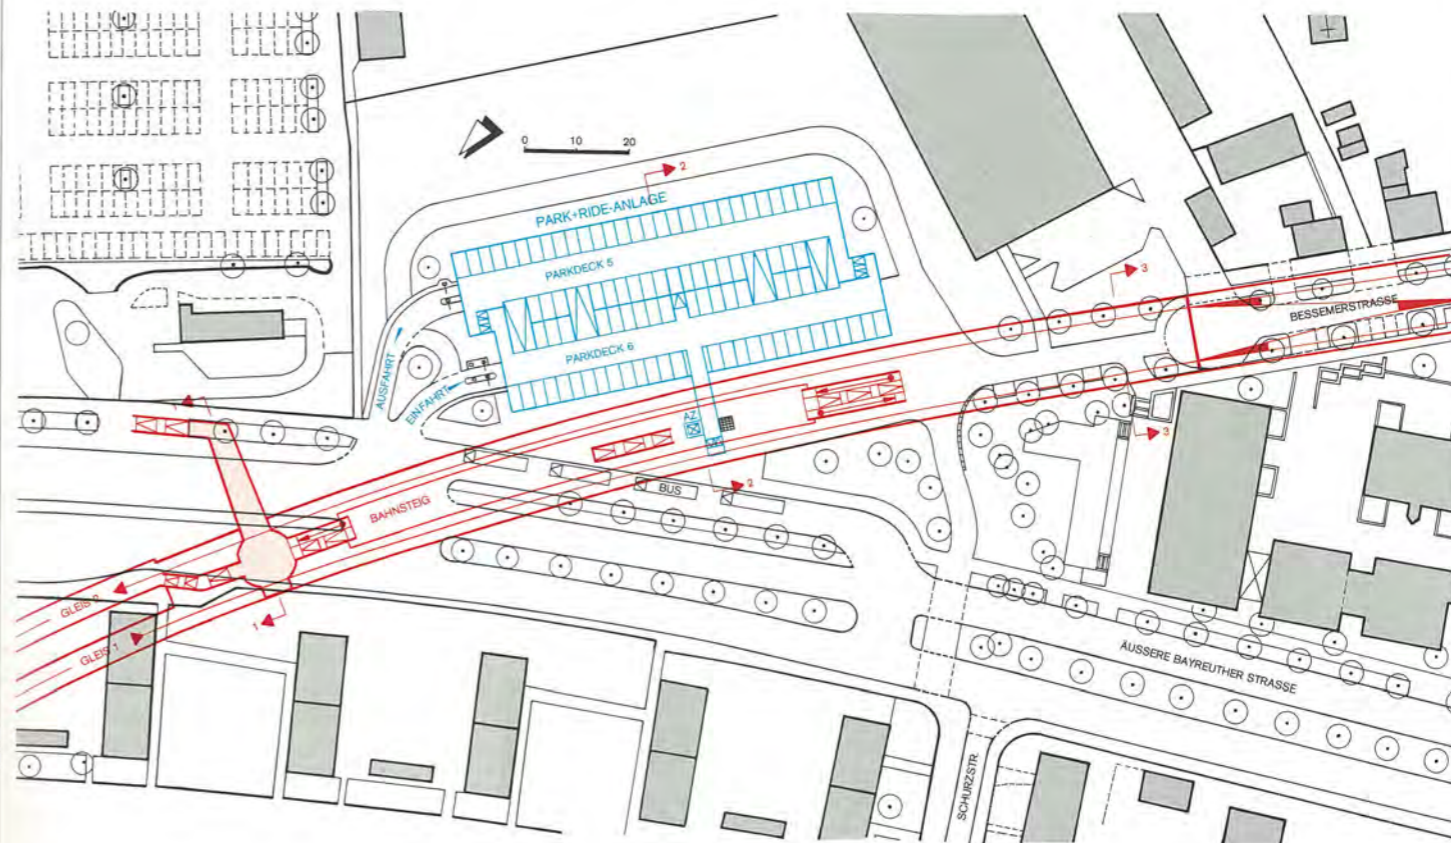 0 10 20
2
PARK+RIDE-ANLAGE
PARKDECK 5
3
BESSEMERSTRASSE
PARKDECK 6
AUSFAHRT
EINFAHRT
AZ
3
2
BUS
BAHNSTEIG
GLEIS 2
1
GLEIS 1
ÄUSSERE BAYREUTHER STRASSE
SCHURZSTR.